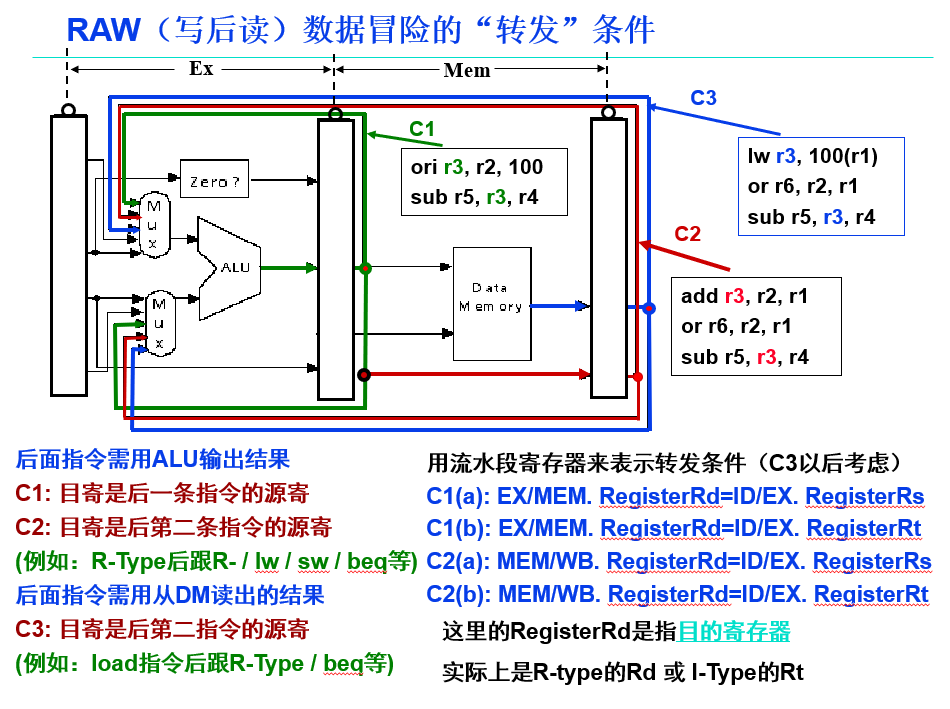 RAW（写后读）数据冒险的“转发”条件
Ex
Mem
C3
C1
lw r3, 100(r1)
or r6, r2, r1
sub r5, r3, r4
ori r3, r2, 100
sub r5, r3, r4
Zero?
M
u
x
ALU
C2
Data
Memory
add r3, r2, r1
or r6, r2, r1
sub r5, r3, r4
M
u
x
后面指令需用ALU输出结果
C1: 目寄是后一条指令的源寄
C2: 目寄是后第二条指令的源寄
(例如：R-Type后跟R- / lw / sw / beq等)
后面指令需用从DM读出的结果
C3: 目寄是后第二指令的源寄
(例如：load指令后跟R-Type / beq等)
用流水段寄存器来表示转发条件（C3以后考虑）
C1(a): EX/MEM. RegisterRd=ID/EX. RegisterRs
C1(b): EX/MEM. RegisterRd=ID/EX. RegisterRt
C2(a): MEM/WB. RegisterRd=ID/EX. RegisterRs
C2(b): MEM/WB. RegisterRd=ID/EX. RegisterRt
这里的RegisterRd是指目的寄存器
实际上是R-type的Rd 或 I-Type的Rt